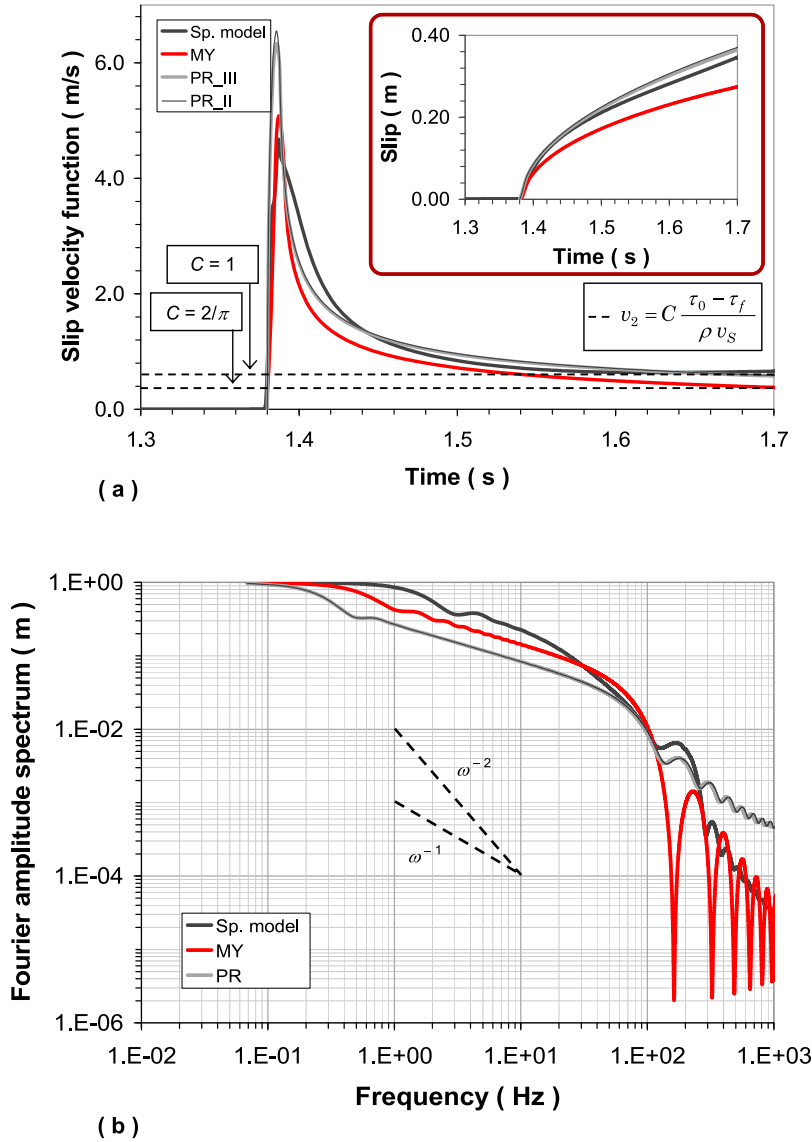 Slip velocity function ( m/s )
6.0
4.0
2.0
0.0
Sp. model
MY
PR_III
PR_II
C = 1
C = 2/π
Slip ( m )
0.40
0.20
0.00
1.3 1.4 1.5 1.6 1.7
Time ( s )
υ₂ = C (τ₀ − τ_f) / (ρ υ_S)
1.3 1.4 1.5 1.6 1.7
Time ( s )
( a )
Fourier amplitude spectrum ( m )
1.E+00
1.E-02
1.E-04
1.E-06
ω⁻²
ω⁻¹
Sp. model
MY
PR
1.E-02 1.E-01 1.E+00 1.E+01 1.E+02 1.E+03
Frequency ( Hz )
( b )